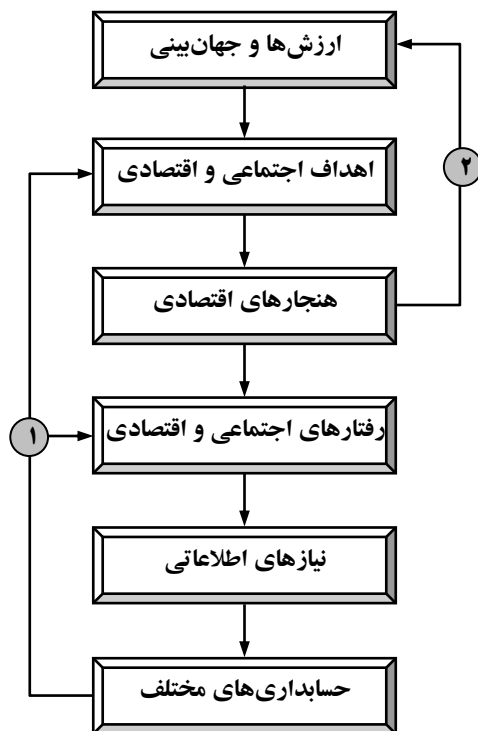 ارزش‌ها و جهان‌بینی
۲
اهداف اجتماعی و اقتصادی
هنجارهای اقتصادی
۱
رفتارهای اجتماعی و اقتصادی
نیازهای اطلاعاتی
حسابداری‌های مختلف